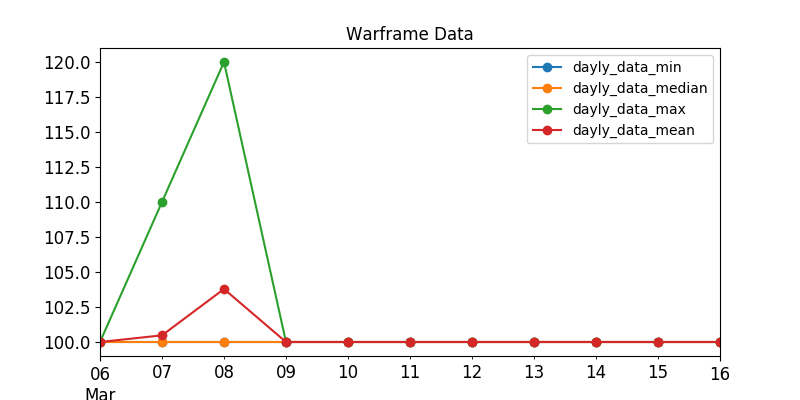 Warframe Data
120.0
117.5
115.0
112.5
110.0
107.5
105.0
102.5
100.0
dayly_data_min
dayly_data_median
dayly_data_max
dayly_data_mean
06 07 08 09 10 11 12 13 14 15 16
Mar